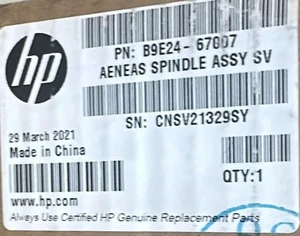 hp
PN: B9E24-67007
AENEAS SPINDLE ASSY SV
SN: CNSV21329SY
29 March 2021
Made in China
QTY:1
www.hp.com
Always Use Certified HP Genuine Replacement Parts